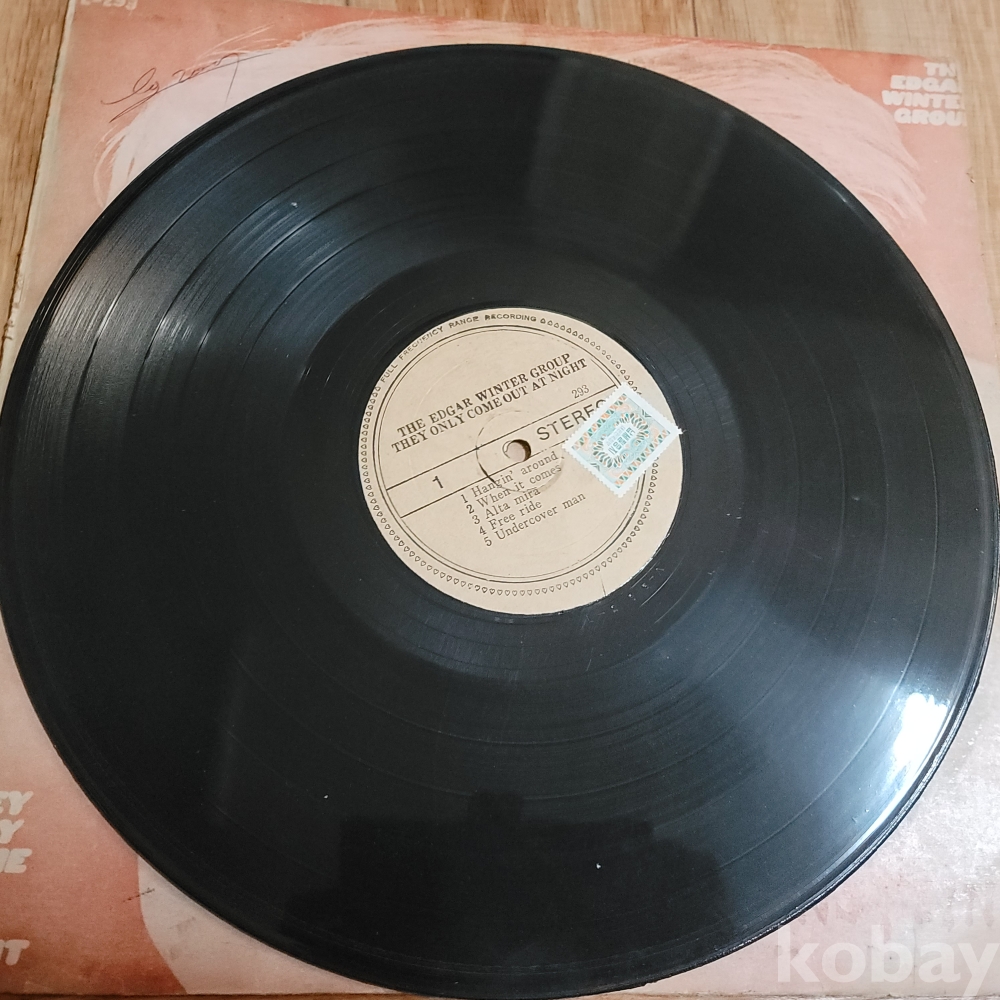 THE
EDGAR
WINTER
GROUP
FULL FREQUENCY RANGE RECORDING
THE EDGAR WINTER GROUP
THEY ONLY COME OUT AT NIGHT
293
STEREO
1
1 Hangin' around
2 When it comes
3 Alta mira
4 Free ride
5 Undercover man
kobay